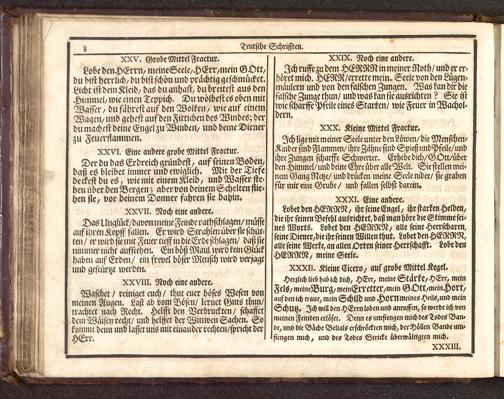 8
Teutsche Schrifften.
XXV. Grobe Mittel Fractur.
Lobe den HErrn, meine Seele, HErr, mein GOtt,
du bist herrlich, du bist schön und prächtig geschmücket.
Licht ist dein Kleid, das du anhast, du breitest aus den
Himmel, wie einen Teppich. Du wölbest es oben mit
Wasser, du fährest auf den Wolken, wie auf einem
Wagen, und gehest auf den Fittichen des Windes; der
du machest deine Engel zu Winden, und deine Diener
zu Feuerflammen.
XXVI. Eine andere grobe Mittel Fractur.
Der du das Erdreich gründest, auf seinen Boden,
daß es bleibet immer und ewiglich. Mit der Tiefe
deckest du es, wie mit einem Kleid, und Wasser ste-
hen über den Bergen; aber von deinem Schelten flie-
hen sie, vor deinem Donner fahren sie dahin.
XXVII. Noch eine andere.
Das Unglück/ davon meine Feinde rathschlagen/ müsse
auf ihren Kopff fallen. Er wird Strahlen über sie schüt-
ten/ er wird sie mit Feuer tieff in die Erde schlagen/ daß sie
nimmer nicht aufstehen. Ein böß Maul wird kein Glück
haben auf Erden/ ein frevel böser Mensch wird verjagt
und gestürtzt werden.
XXVIII. Noch eine andere.
Waschet/ reiniget euch/ thut euer böses Wesen von
meinen Augen. Laß ab vom Bösen/ lernet Guts thun/
trachtet nach Recht. Helfft den Verdruckten/ schaffet
dem Wäisen recht/ und helffet der Wittwen Sachen. So
kommt denn und lasset uns mit einander rechten/ spricht der
HErr.
XXIX. Noch eine andere.
Ich ruffe zu dem HERRN in meiner Noth/ und er er-
höret mich. HERR/ errette mein Seele von den Lügen-
mäulern und von den falschen Zungen. Was kan dir die
falsche Zunge thun/ und was kan sie ausrichten? Sie ist
wie scharffe Pfeile eines Starken/ wie Feuer in Wachol-
dern.
XXX. Kleine Mittel Fractur.
Ich lige mit meiner Seele unter den Löwen/ die Menschen-
Kinder sind Flammen/ ihre Zähne sind Spieß und Pfeile/ und
ihre Zungen scharffe Schwerter. Erhebe dich/ GOtt/ über
den Himmel/ und deine Ehre über alle Welt. Sie stellen mei-
nem Gang Netze/ und drücken meine Seele nider/ sie graben
für mir eine Grube/ und fallen selbst darein.
XXXI. Eine andere.
Lobet den HERRN, ihr seine Engel, ihr starken Helden,
die ihr seinen Befehl ausrichtet, daß man höre die Stimme sei-
nes Worts. Lobet den HERRN, alle seine Heerscharen,
seine Diener, die ihr seinen Willen thut. Lobet den HERRN,
alle seine Werke, an allen Orten seiner Herrschafft. Lobe den
HERRN, meine Seele.
XXXII. Kleine Cicero, auf grobe Mittel Kegel.
Herzlich lieb hab ich dich, HErr, meine Stärke, HErr, mein
Fels, meine Burg, mein Erretter, mein GOtt, mein Hort,
auf den ich traue, mein Schild und Horn meines Heils, und mein
Schutz. Ich will den HErrn loben und anruffen, so werde ich von
meinen Feinden erlöset. Denn es umfiengen mich des Todes Ban-
de, und die Bäche Belials erschröckten mich, der Höllen Bande um-
fiengen mich, und des Todes Stricke überwältigten mich.
XXXIII.